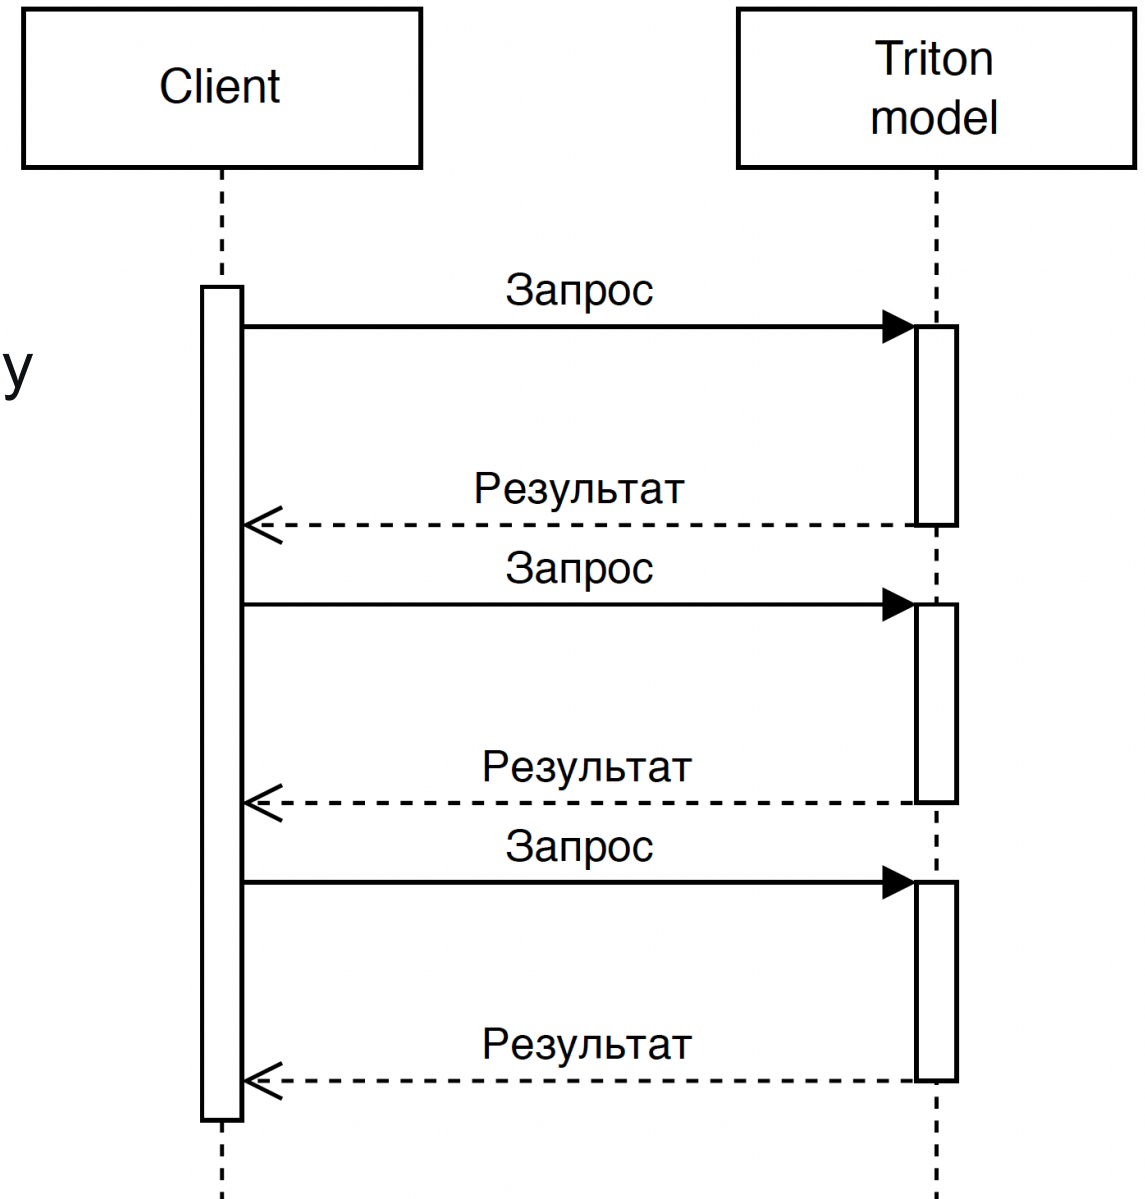 Client
Triton
model
Запрос
у
Результат
Запрос
Результат
Запрос
Результат